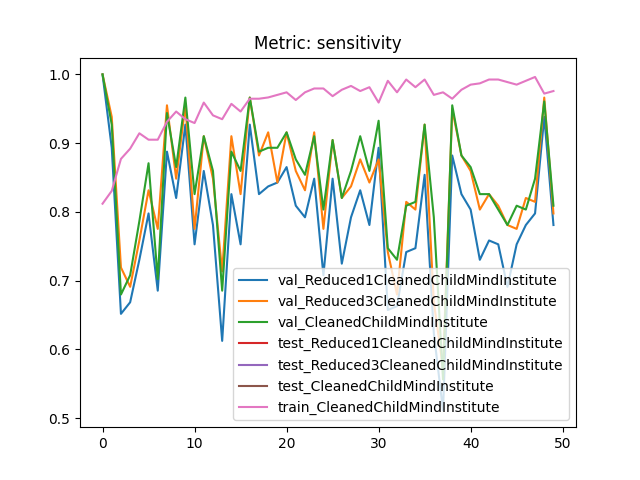 Metric: sensitivity
1.0
0.9
0.8
0.7
0.6
0.5
val_Reduced1CleanedChildMindInstitute
val_Reduced3CleanedChildMindInstitute
val_CleanedChildMindInstitute
test_Reduced1CleanedChildMindInstitute
test_Reduced3CleanedChildMindInstitute
test_CleanedChildMindInstitute
train_CleanedChildMindInstitute
0 10 20 30 40 50